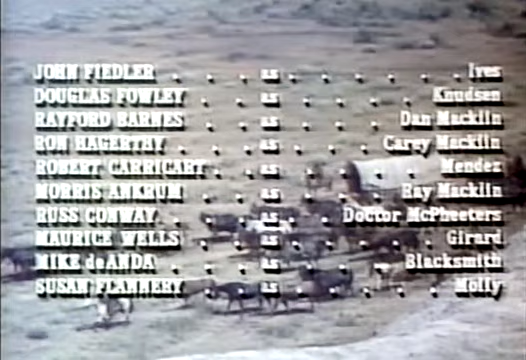 JOHN FIEDLER . . . . as . . . . . . . Ives
DOUGLAS FOWLEY . . . as . . . . . Knudsen
RAYFORD BARNES . . . as . . . . Dan Macklin
RON HAGERTHY . . . . as . . . . Carey Macklin
ROBERT CARRICART . . as . . . . . . Mendez
MORRIS ANKRUM . . . as . . . . Ray Macklin
RUSS CONWAY . . . . as . . Doctor McPheeters
MAURICE WELLS . . . as . . . . . . Girard
MIKE deANDA . . . . as . . . . Blacksmith
SUSAN FLANNERY . . as . . . . . . Molly